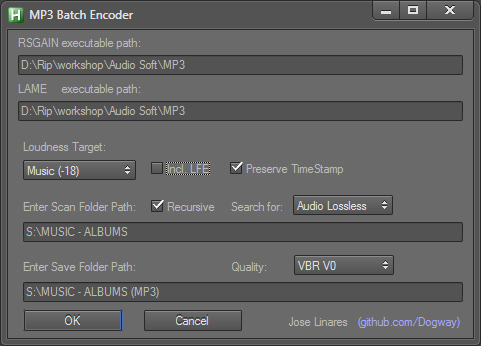 MP3 Batch Encoder
RSGAIN executable path:
D:\Rip\workshop\Audio Soft\MP3
LAME executable path:
D:\Rip\workshop\Audio Soft\MP3
Loudness Target:
Music (-18) Incl. LFE Preserve TimeStamp
Enter Scan Folder Path: Recursive Search for: Audio Lossless
S:\MUSIC - ALBUMS
Enter Save Folder Path: Quality: VBR V0
S:\MUSIC - ALBUMS (MP3)
OK Cancel Jose Linares (github.com/Dogway)